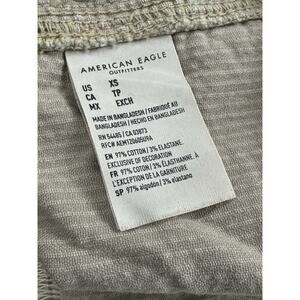 AMERICAN EAGLE
OUTFITTERS
US XS
CA TP
MX EXCH
MADE IN BANGLADESH / FABRIQUÉ AU
BANGLADESH / HECHO EN BANGLADESH
RN 54485 / CA 03873
RFC# AEM120605U9A
EN 97% COTTON / 3% ELASTANE.
EXCLUSIVE OF DECORATION
FR 97% COTON / 3% ÉLASTHANNE. À
L'EXCEPTION DE LA GARNITURE
SP 97% algodón / 3% elastano